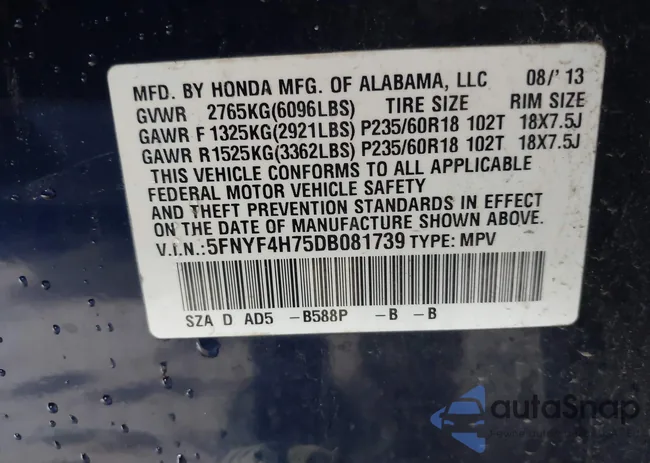 MFD. BY HONDA MFG. OF ALABAMA, LLC 08/'13
GVWR 2765KG(6096LBS) TIRE SIZE RIM SIZE
GAWR F 1325KG(2921LBS) P235/60R18 102T 18X7.5J
GAWR R1525KG(3362LBS) P235/60R18 102T 18X7.5J
THIS VEHICLE CONFORMS TO ALL APPLICABLE
FEDERAL MOTOR VEHICLE SAFETY
AND THEFT PREVENTION STANDARDS IN EFFECT
ON THE DATE OF MANUFACTURE SHOWN ABOVE.
V.I.N.:5FNYF4H75DB081739 TYPE: MPV
SZA D AD5 -B588P -B -B
autoSnap